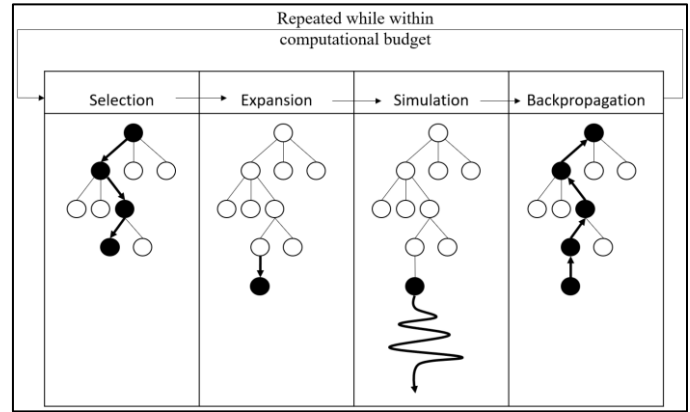 Repeated while within
computational budget
Selection
Expansion
Simulation
Backpropagation